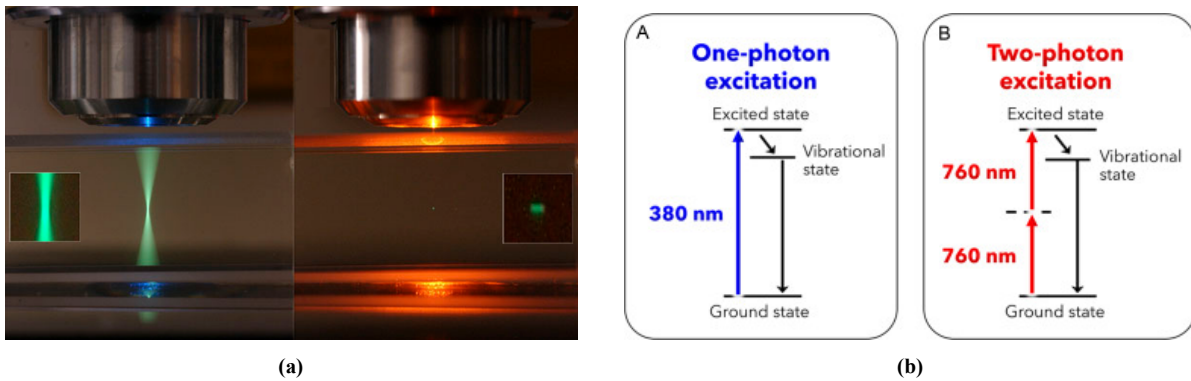 A
One-photon
excitation
Excited state
Vibrational
state
380 nm
Ground state
B
Two-photon
excitation
Excited state
Vibrational
state
760 nm
760 nm
Ground state
(a)
(b)